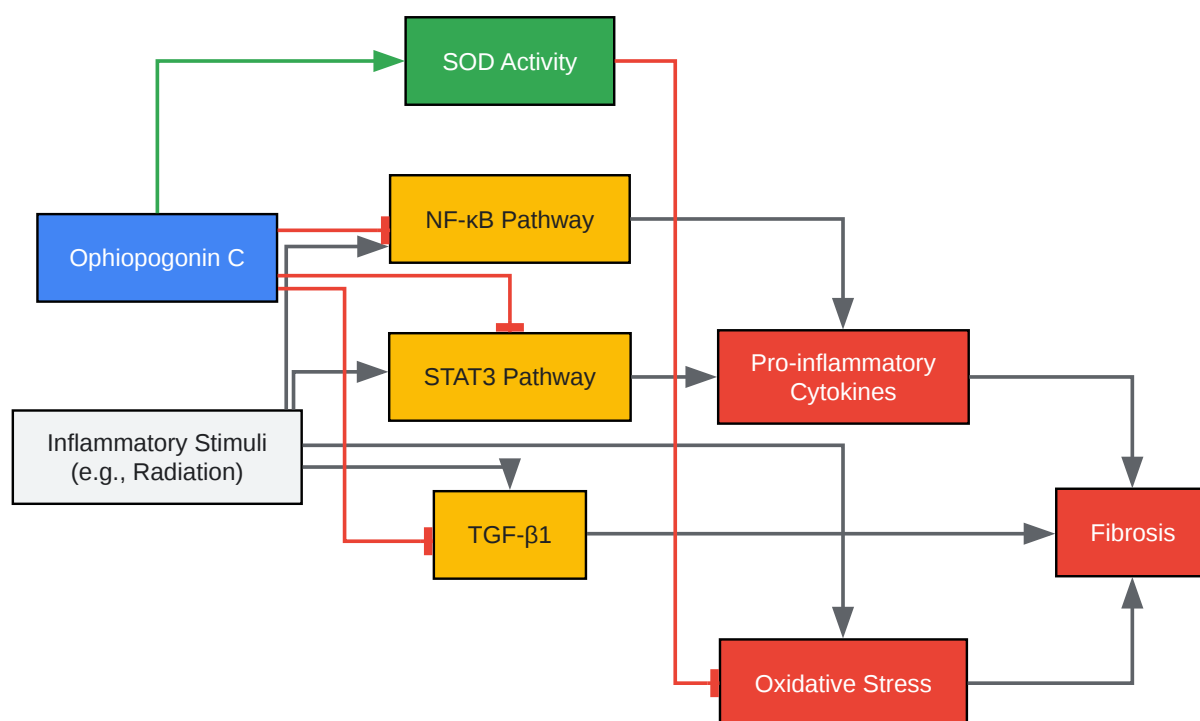 SOD Activity
NF-κB Pathway
Ophiopogonin C
STAT3 Pathway
Pro-inflammatory
Cytokines
Inflammatory Stimuli
(e.g., Radiation)
TGF-β1
Fibrosis
Oxidative Stress